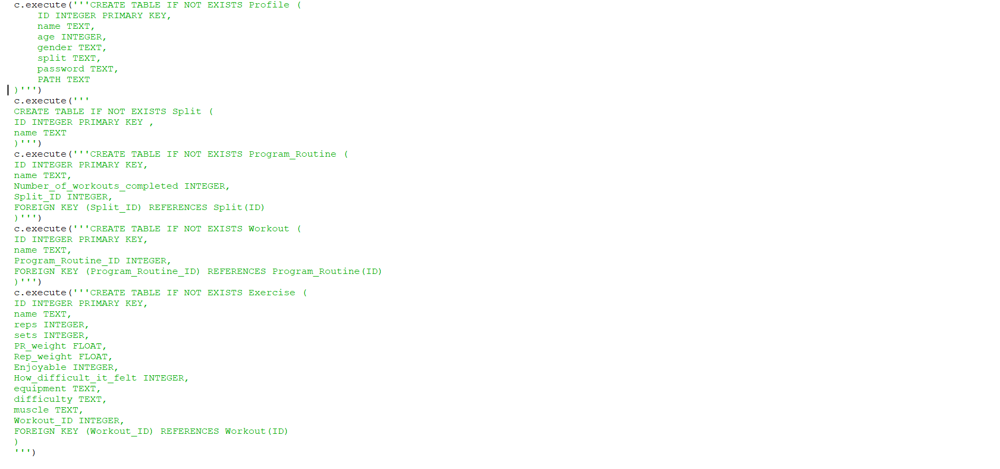 c.execute('''CREATE TABLE IF NOT EXISTS Profile (
    ID INTEGER PRIMARY KEY,
    name TEXT,
    age INTEGER,
    gender TEXT,
    split TEXT,
    password TEXT,
    PATH TEXT
)''')
c.execute('''
CREATE TABLE IF NOT EXISTS Split (
ID INTEGER PRIMARY KEY ,
name TEXT
)''')
c.execute('''CREATE TABLE IF NOT EXISTS Program_Routine (
ID INTEGER PRIMARY KEY,
name TEXT,
Number_of_workouts_completed INTEGER,
Split_ID INTEGER,
FOREIGN KEY (Split_ID) REFERENCES Split(ID)
)''')
c.execute('''CREATE TABLE IF NOT EXISTS Workout (
ID INTEGER PRIMARY KEY,
name TEXT,
Program_Routine_ID INTEGER,
FOREIGN KEY (Program_Routine_ID) REFERENCES Program_Routine(ID)
)''')
c.execute('''CREATE TABLE IF NOT EXISTS Exercise (
ID INTEGER PRIMARY KEY,
name TEXT,
reps INTEGER,
sets INTEGER,
PR_weight FLOAT,
Rep_weight FLOAT,
Enjoyable INTEGER,
How_difficult_it_felt INTEGER,
equipment TEXT,
difficulty TEXT,
muscle TEXT,
Workout_ID INTEGER,
FOREIGN KEY (Workout_ID) REFERENCES Workout(ID)
)
''')